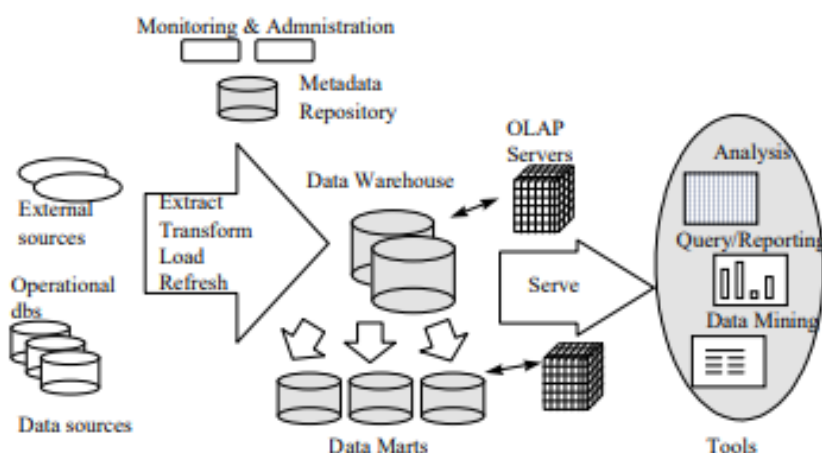 Monitoring & Admnistration
Metadata
Repository
OLAP
Servers
Analysis
Data Warehouse
External
sources
Extract
Transform
Load
Refresh
Query/Reporting
Operational
dbs
Serve
Data Mining
Data sources
Data Marts
Tools